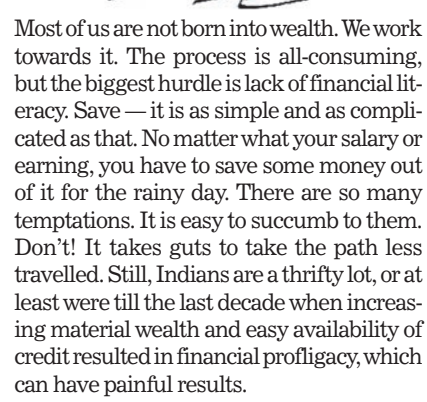 Most of us are not born into wealth. We work
towards it. The process is all-consuming,
but the biggest hurdle is lack of financial lit-
eracy. Save — it is as simple and as compli-
cated as that. No matter what your salary or
earning, you have to save some money out
of it for the rainy day. There are so many
temptations. It is easy to succumb to them.
Don't! It takes guts to take the path less
travelled. Still, Indians are a thrifty lot, or at
least were till the last decade when increas-
ing material wealth and easy availability of
credit resulted in financial profligacy, which
can have painful results.